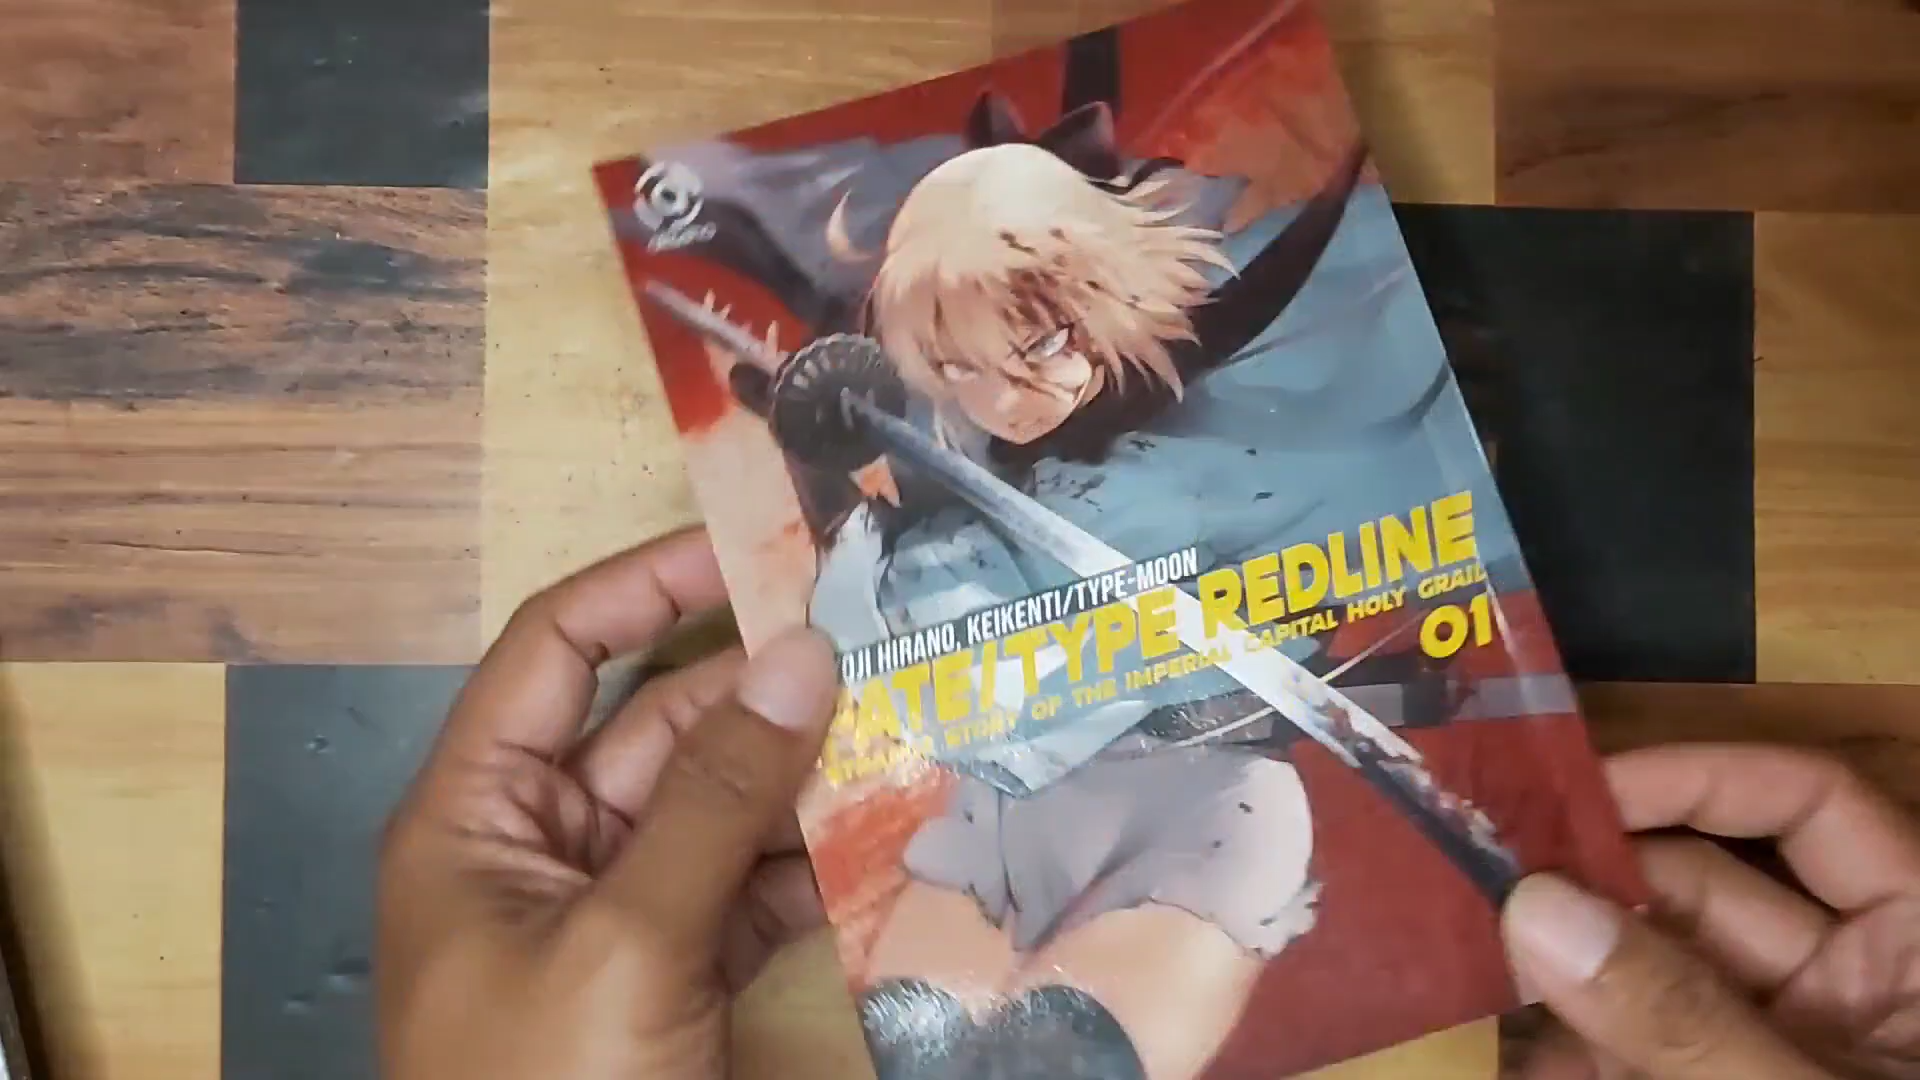 OJI HIRANO, KEIKENTI/TYPE-MOON
FATE/TYPE REDLINE
STRANGE STORY OF THE IMPERIAL CAPITAL HOLY GRAIL
01